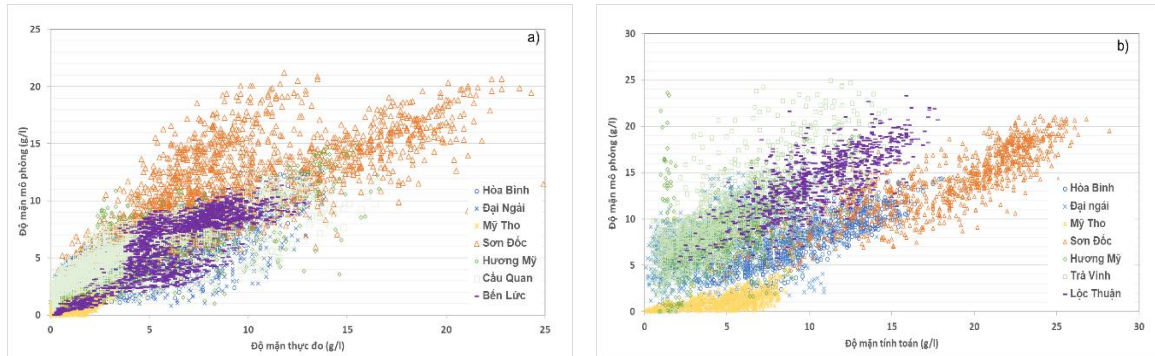 a)
25
20
15
10
5
0
Độ mặn mô phỏng (g/l)
0 5 10 15 20 25
Độ mặn thực đo (g/l)
Hòa Bình
Đại Ngải
Mỹ Tho
Sơn Đốc
Hương Mỹ
Cầu Quan
Bến Lức
b)
30
25
20
15
10
5
0
Độ mặn mô phỏng (g/l)
0 5 10 15 20 25 30
Độ mặn tính toán (g/l)
Hòa Bình
Đại ngải
Mỹ Tho
Sơn Đốc
Hương Mỹ
Trà Vinh
Lộc Thuận